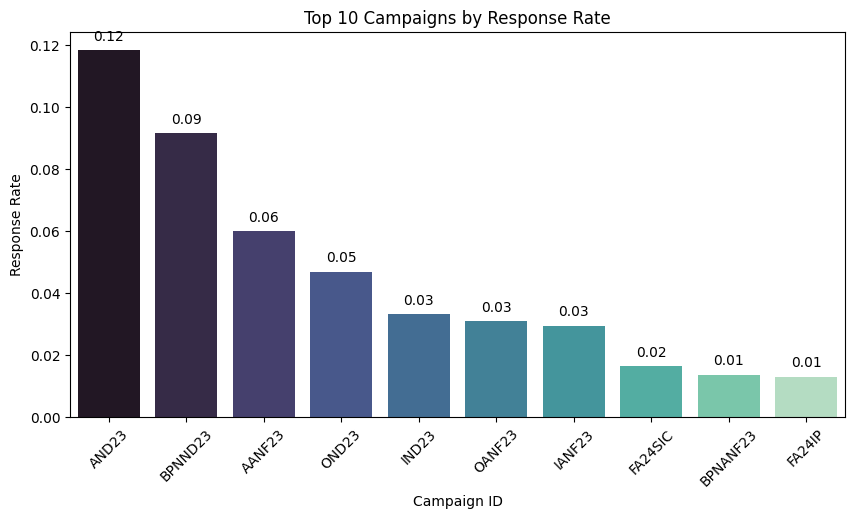 Top 10 Campaigns by Response Rate
Response Rate
0.12
0.10
0.08
0.06
0.04
0.02
0.00
0.12
0.09
0.06
0.05
0.03
0.03
0.03
0.02
0.01
0.01
AND23
BPNND23
AANF23
OND23
IND23
OANF23
IANF23
FA24SIC
BPNANF23
FA24IP
Campaign ID